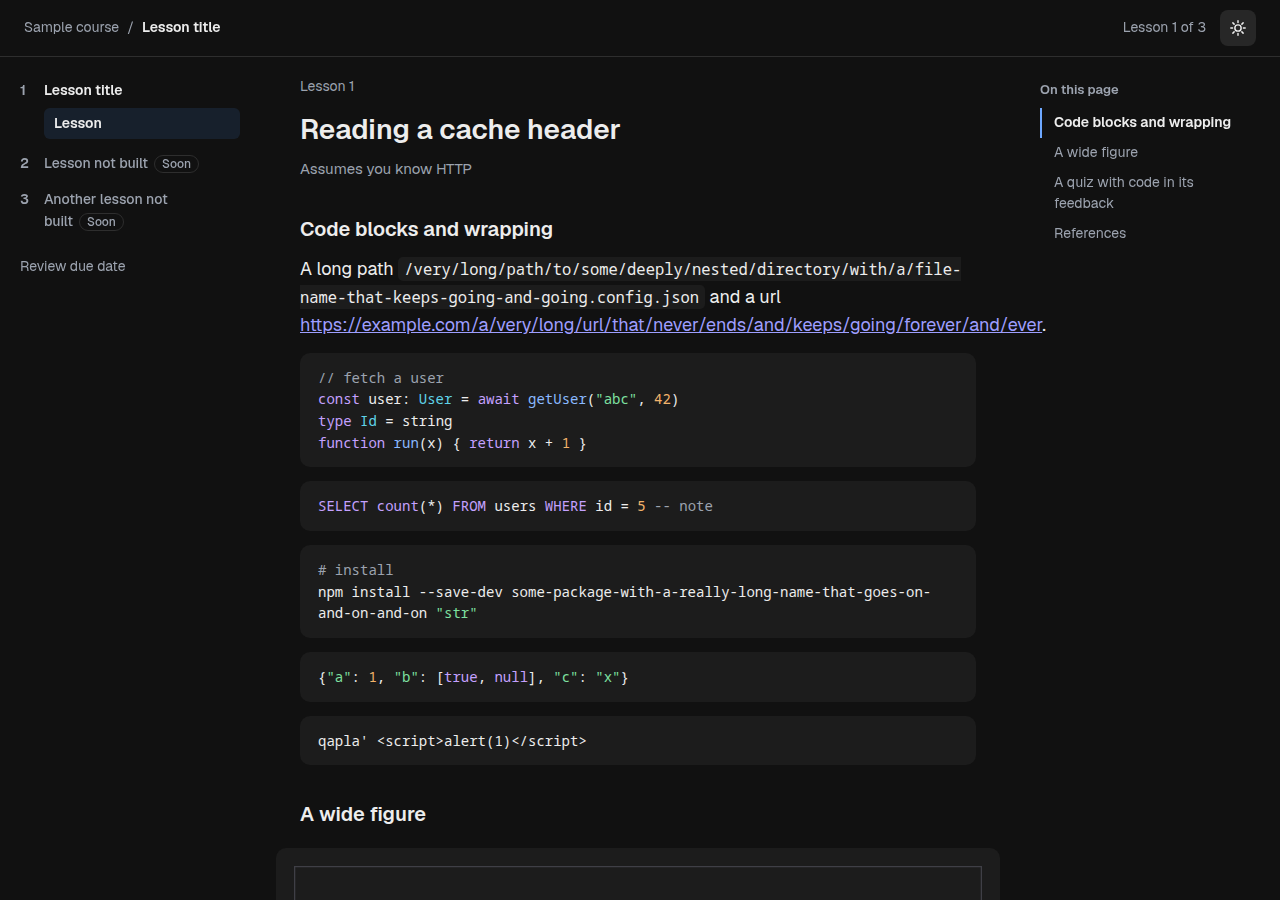 Sample course / Lesson title
Lesson 1 of 3
1 Lesson title
Lesson
2 Lesson not built Soon
3 Another lesson not
built Soon
Review due date
Lesson 1
Reading a cache header
Assumes you know HTTP
Code blocks and wrapping
A long path /very/long/path/to/some/deeply/nested/directory/with/a/file-
name-that-keeps-going-and-going.config.json and a url
https://example.com/a/very/long/url/that/never/ends/and/keeps/going/forever/and/ever.
// fetch a user
const user: User = await getUser("abc", 42)
type Id = string
function run(x) { return x + 1 }
SELECT count(*) FROM users WHERE id = 5 -- note
# install
npm install --save-dev some-package-with-a-really-long-name-that-goes-on-
and-on-and-on "str"
{"a": 1, "b": [true, null], "c": "x"}
qapla' <script>alert(1)</script>
A wide figure
On this page
Code blocks and wrapping
A wide figure
A quiz with code in its
feedback
References